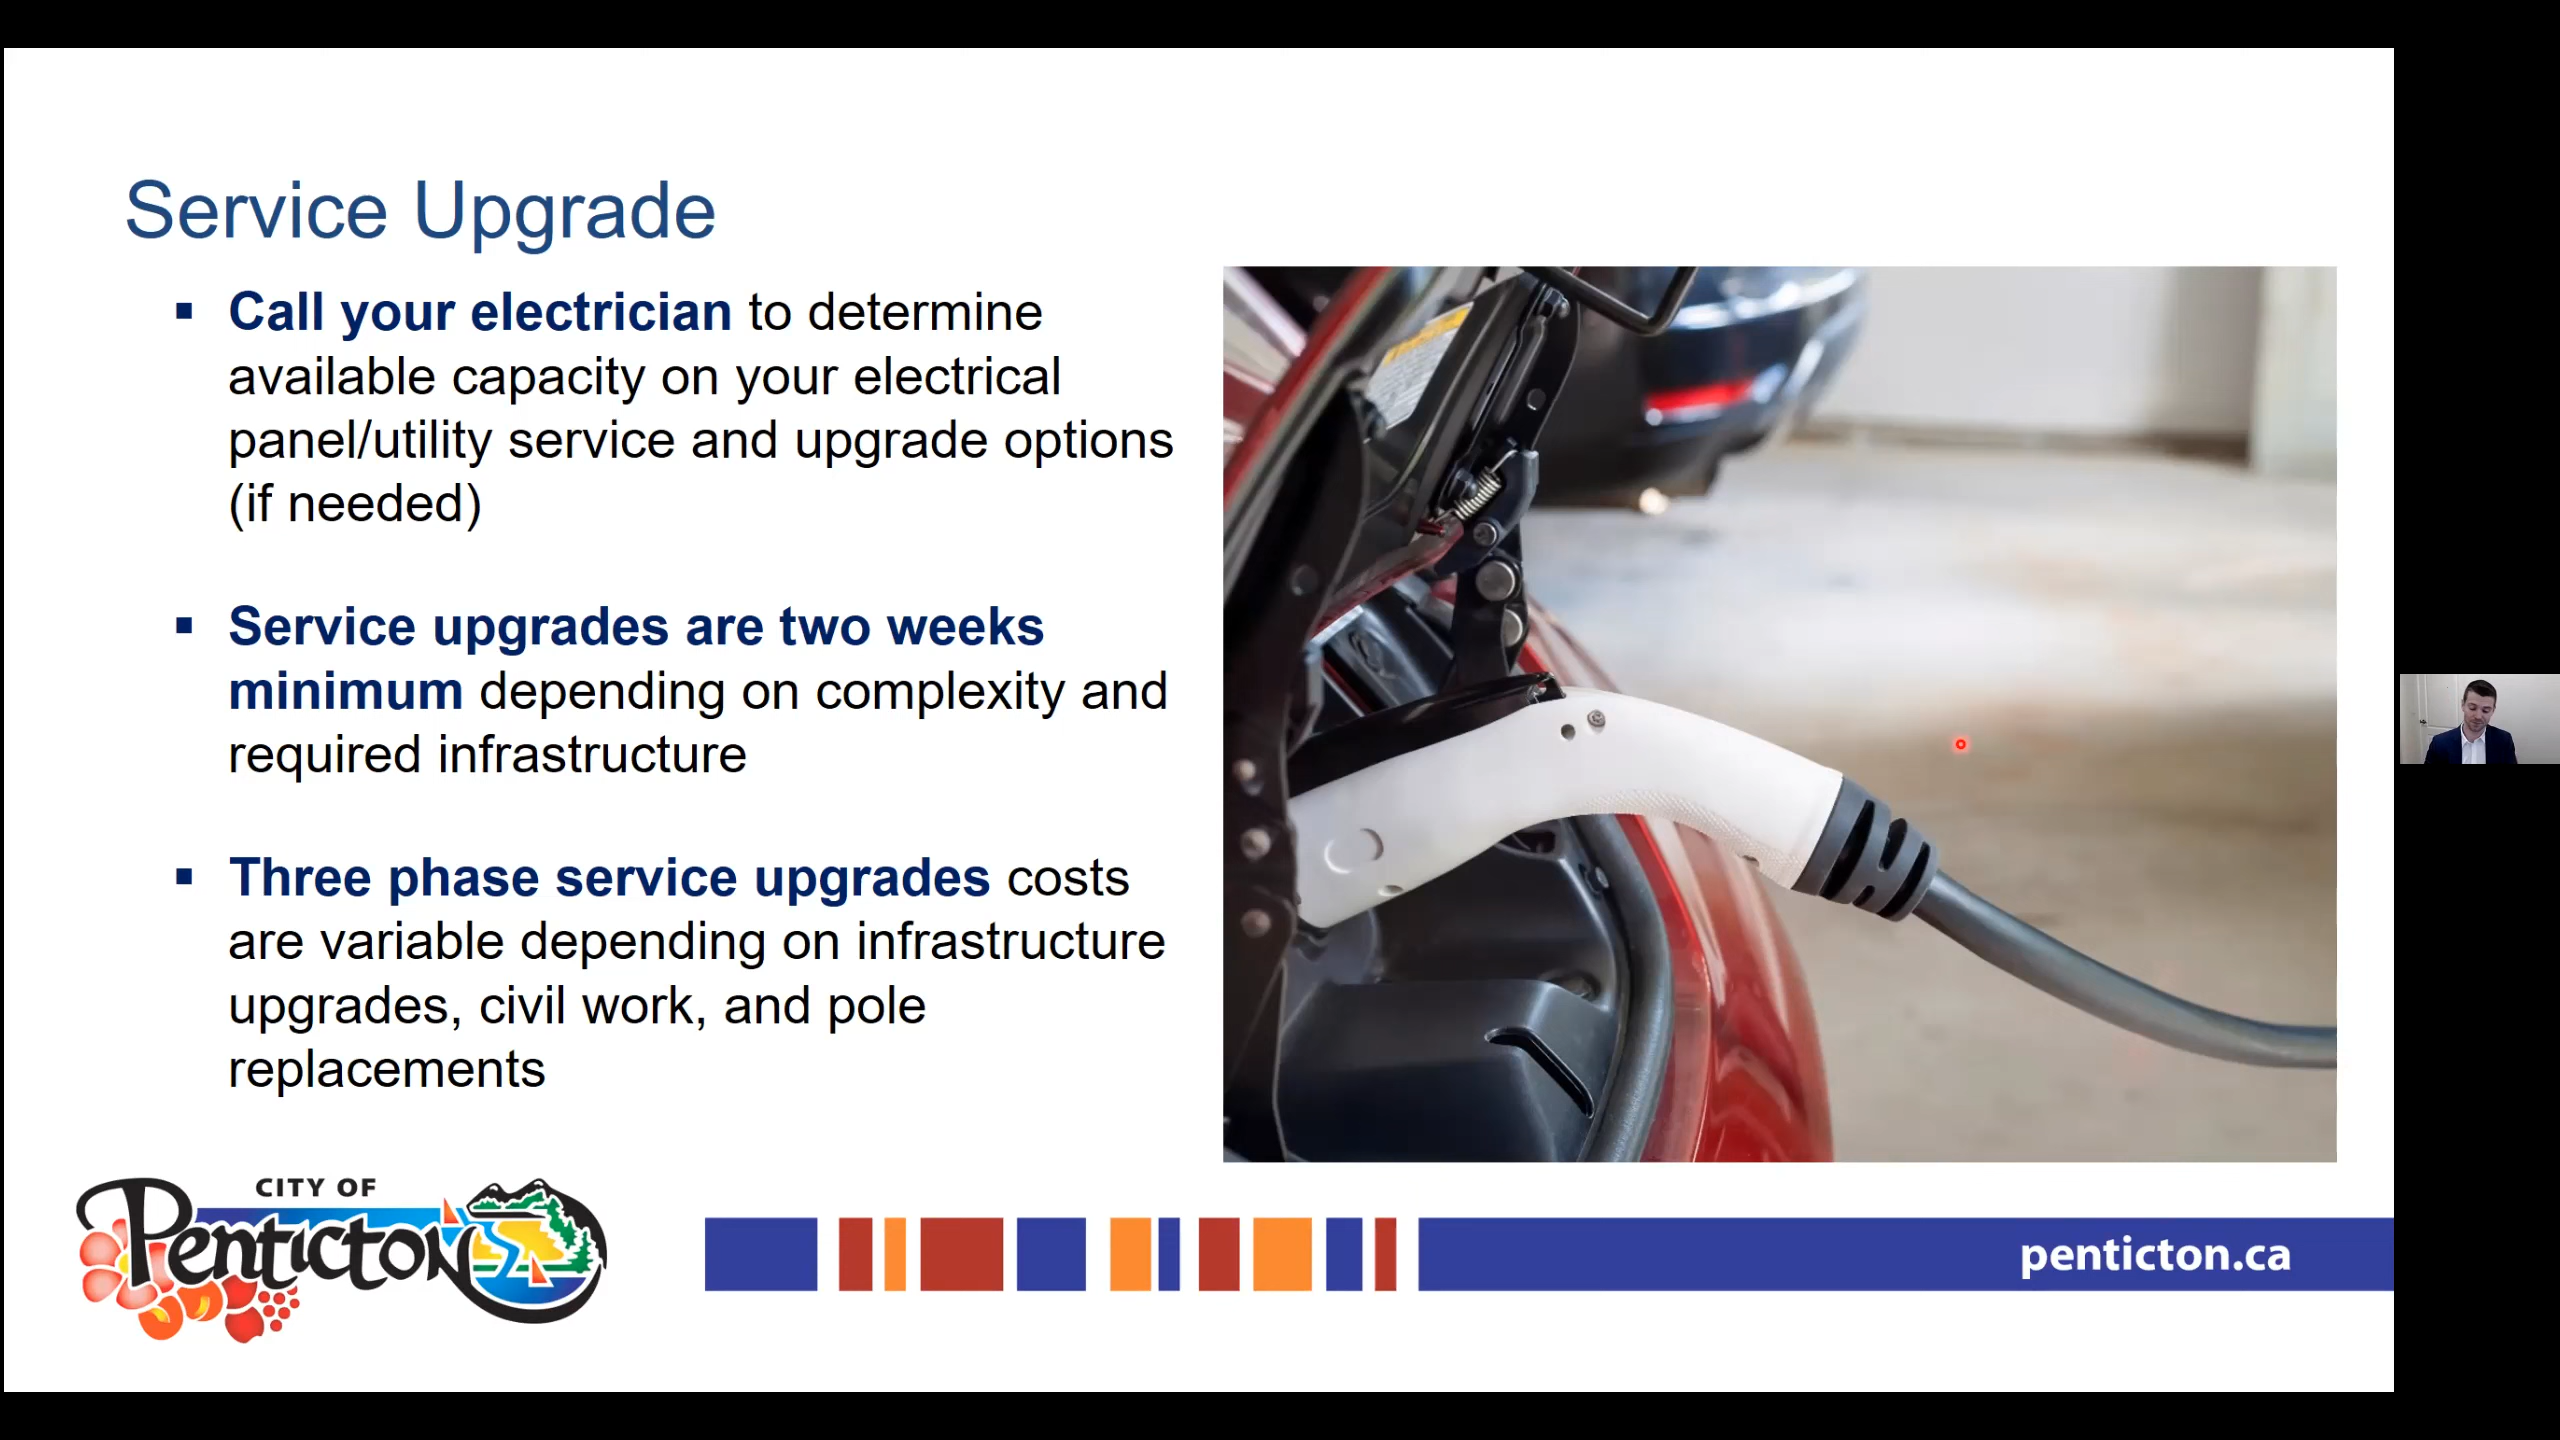 Service Upgrade
▪ Call your electrician to determine
available capacity on your electrical
panel/utility service and upgrade options
(if needed)
▪ Service upgrades are two weeks
minimum depending on complexity and
required infrastructure
▪ Three phase service upgrades costs
are variable depending on infrastructure
upgrades, civil work, and pole
replacements
CITY OF
Penticton
penticton.ca